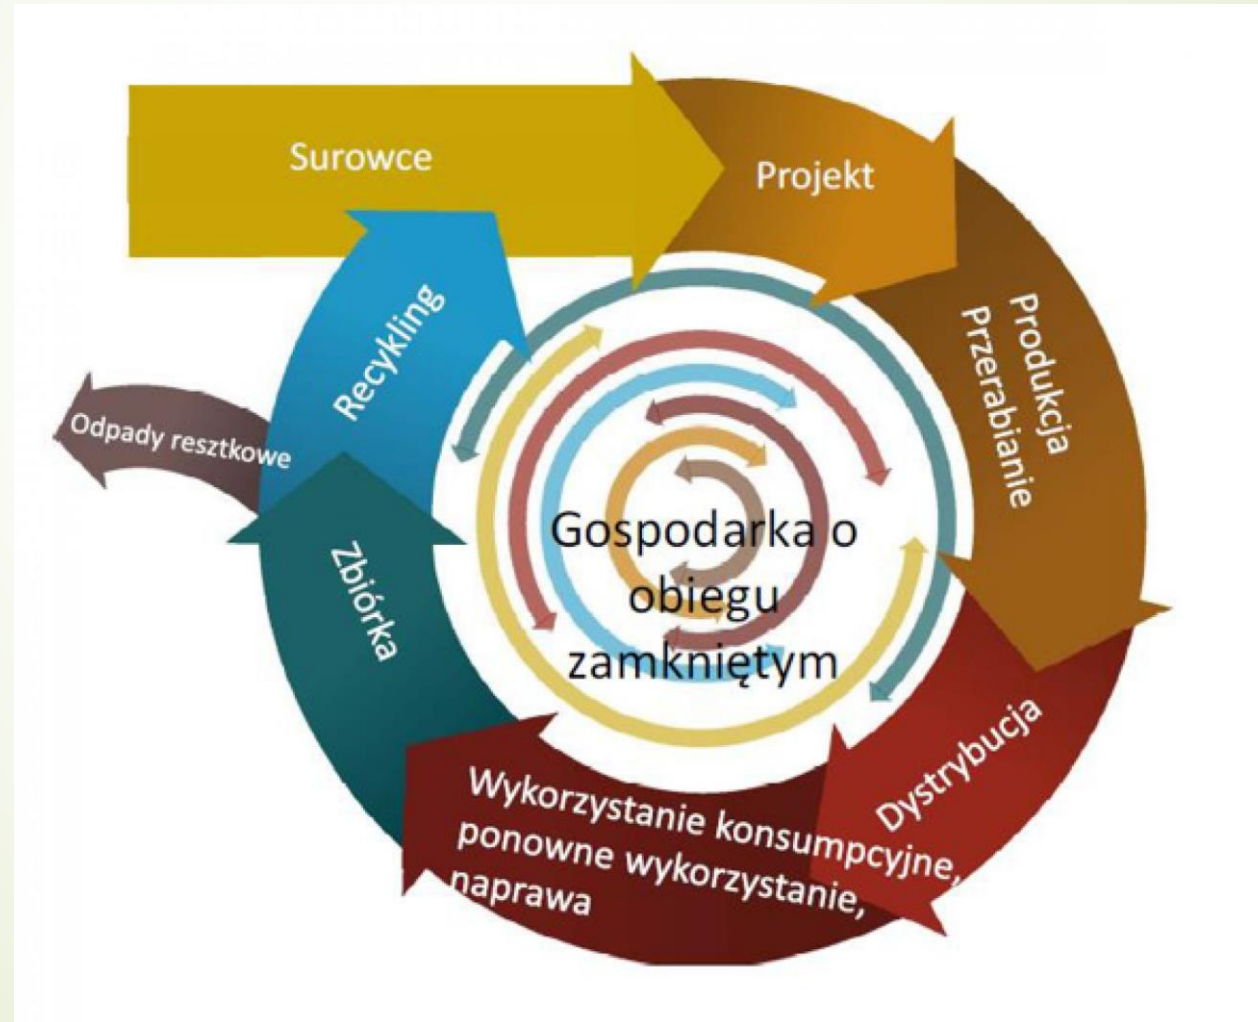 Surowce
Projekt
Produkcja
Przerabianie
Dystrybucja
Wykorzystanie konsumpcyjne,
ponowne wykorzystanie,
naprawa
Zbiórka
Recykling
Odpady resztkowe
Gospodarka o
obiegu
zamkniętym